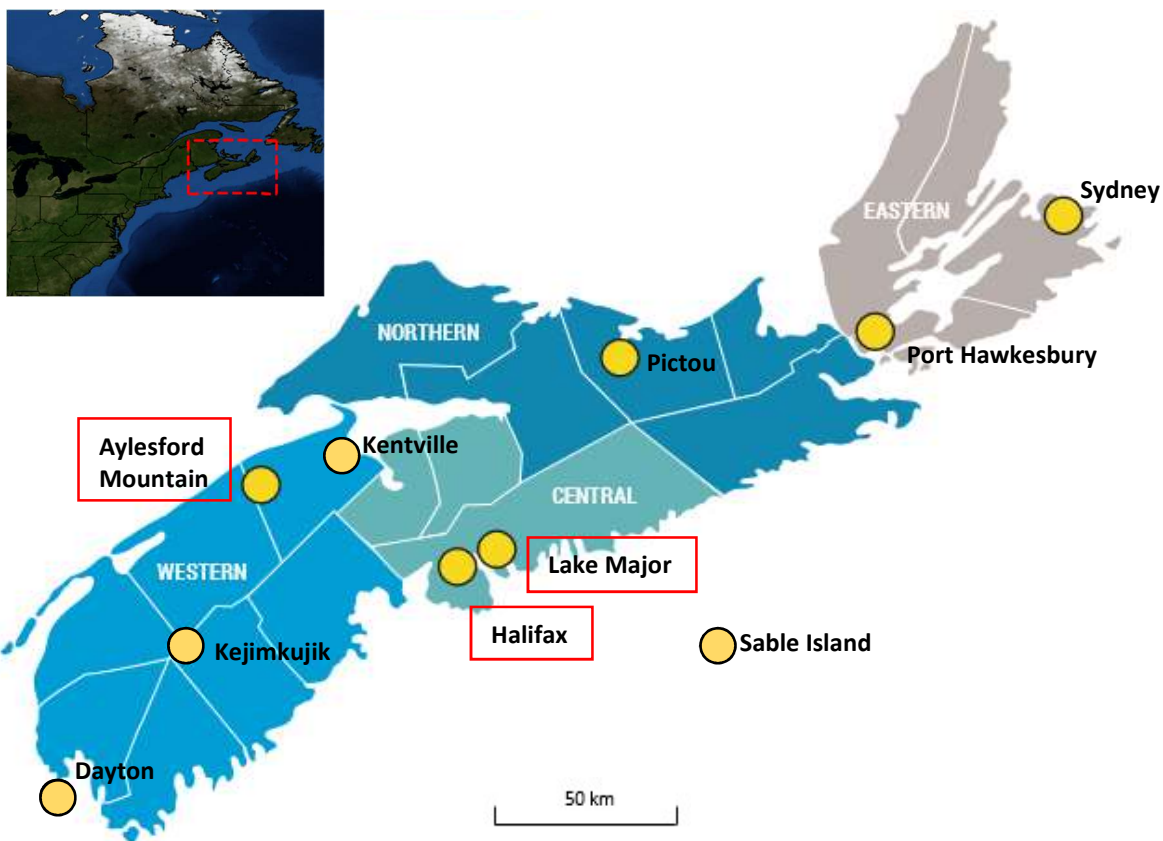 Sydney
EASTERN
NORTHERN
Port Hawkesbury
Pictou
Aylesford
Mountain
Kentville
CENTRAL
Lake Major
WESTERN
Halifax
Sable Island
Kejimkujik
Dayton
50 km